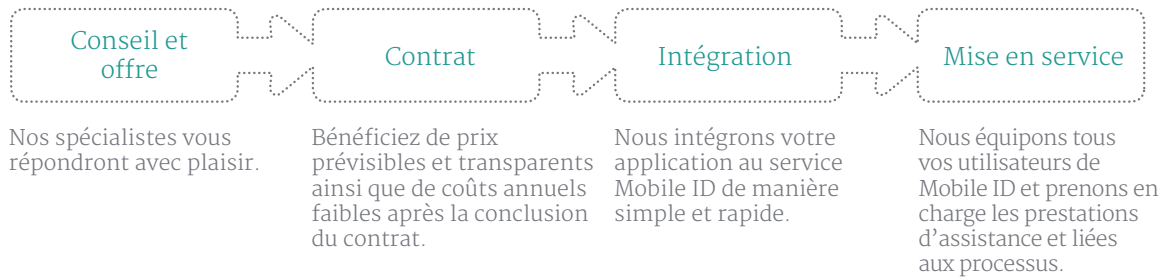 Conseil et
offre
Contrat
Intégration
Mise en service
Nos spécialistes vous
répondront avec plaisir.
Bénéficiez de prix
prévisibles et transparents
ainsi que de coûts annuels
faibles après la conclusion
du contrat.
Nous intégrons votre
application au service
Mobile ID de manière
simple et rapide.
Nous équipons tous
vos utilisateurs de
Mobile ID et prenons en
charge les prestations
d’assistance et liées
aux processus.